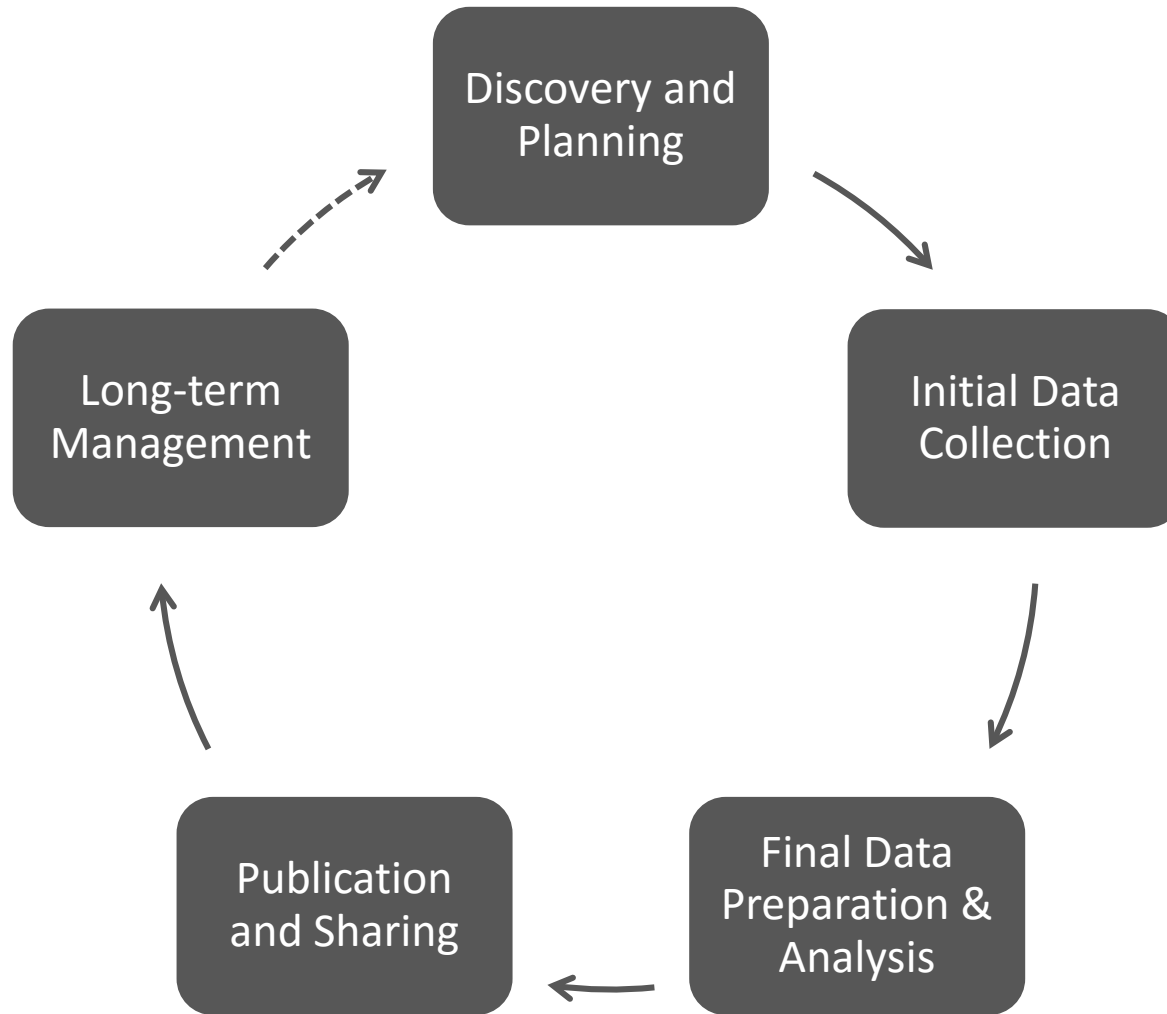 Discovery and
Planning
Initial Data
Collection
Final Data
Preparation &
Analysis
Publication
and Sharing
Long-term
Management